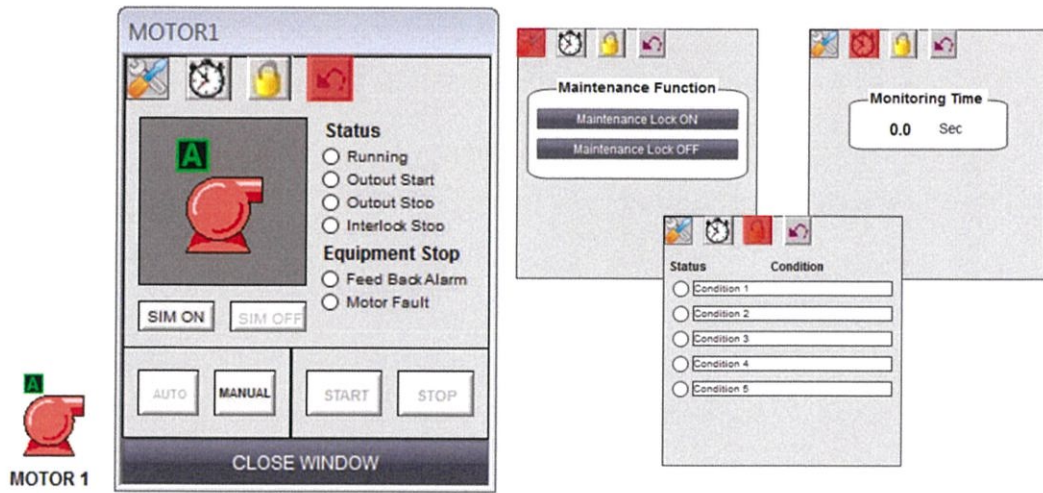 MOTOR1
A
Status
Running
Output Start
Output Stop
Interlock Stop
Equipment Stop
Feed Back Alarm
Motor Fault
SIM ON
SIM OFF
AUTO
MANUAL
START
STOP
CLOSE WINDOW
A
MOTOR 1
Maintenance Function
Maintenance Lock ON
Maintenance Lock OFF
Monitoring Time
0.0 Sec
Status Condition
Condition 1
Condition 2
Condition 3
Condition 4
Condition 5